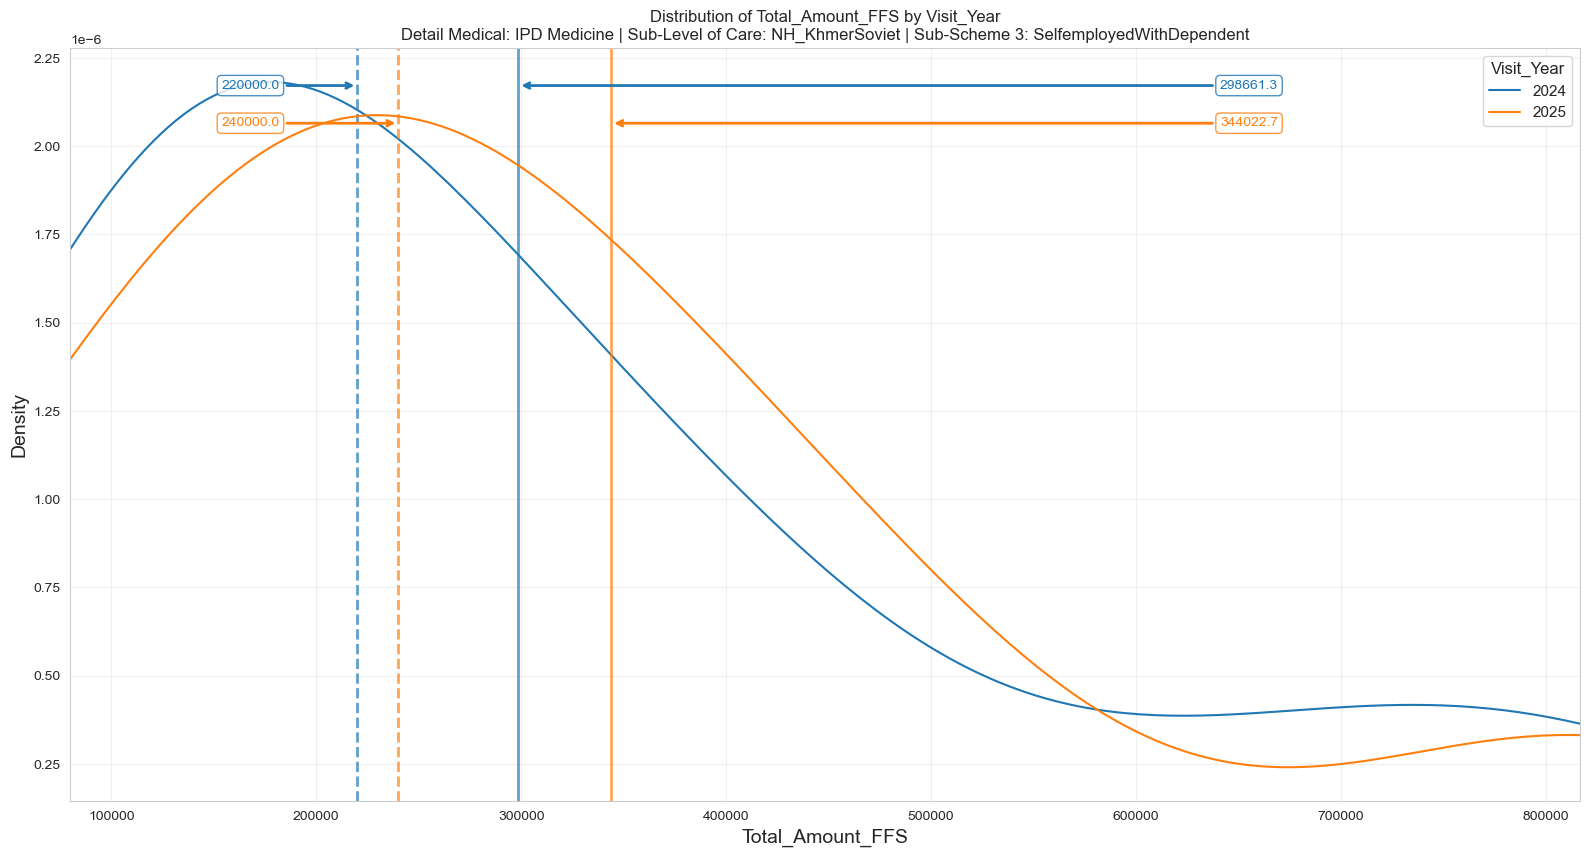 Distribution of Total_Amount_FFS by Visit_Year
Detail Medical: IPD Medicine | Sub-Level of Care: NH_KhmerSoviet | Sub-Scheme 3: SelfemployedWithDependent
1e−6
2.25
2.00
1.75
1.50
1.25
1.00
0.75
0.50
0.25
Density
220000.0
298661.3
240000.0
344022.7
Visit_Year
2024
2025
100000 200000 300000 400000 500000 600000 700000 800000
Total_Amount_FFS